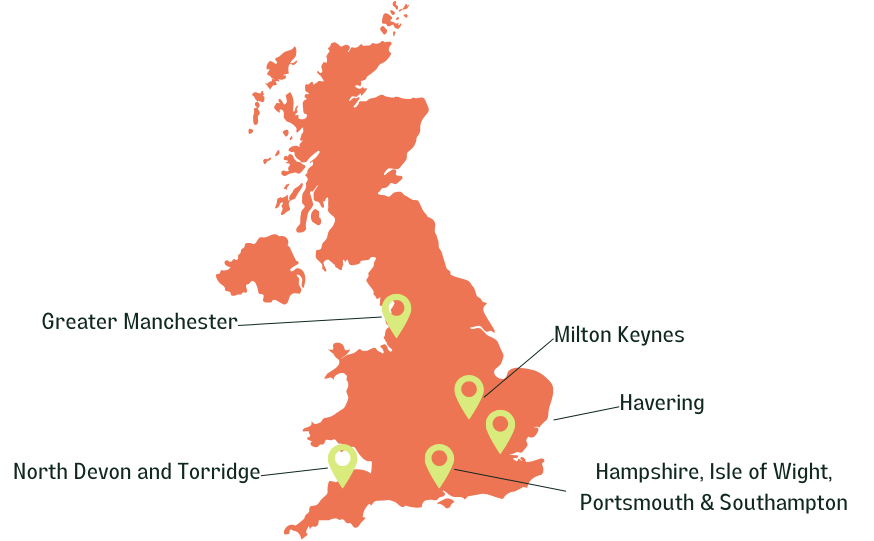 Greater Manchester
Milton Keynes
Havering
North Devon and Torridge
Hampshire, Isle of Wight,
Portsmouth & Southampton